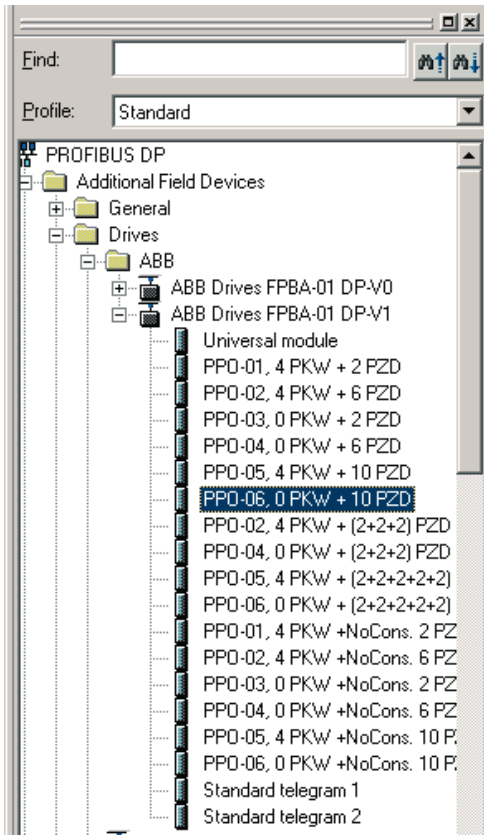 Find:
Profile: Standard
PROFIBUS DP
Additional Field Devices
General
Drives
ABB
ABB Drives FPBA-01 DP-V0
ABB Drives FPBA-01 DP-V1
Universal module
PPO-01, 4 PKW + 2 PZD
PPO-02, 4 PKW + 6 PZD
PPO-03, 0 PKW + 2 PZD
PPO-04, 0 PKW + 6 PZD
PPO-05, 4 PKW + 10 PZD
PPO-06, 0 PKW + 10 PZD
PPO-02, 4 PKW + (2+2+2) PZD
PPO-04, 0 PKW + (2+2+2) PZD
PPO-05, 4 PKW + (2+2+2+2+2)
PPO-06, 0 PKW + (2+2+2+2+2)
PPO-01, 4 PKW +NoCons. 2 PZ
PPO-02, 4 PKW +NoCons. 6 PZ
PPO-03, 0 PKW +NoCons. 2 PZ
PPO-04, 0 PKW +NoCons. 6 PZ
PPO-05, 4 PKW +NoCons. 10 P
PPO-06, 0 PKW +NoCons. 10 P
Standard telegram 1
Standard telegram 2